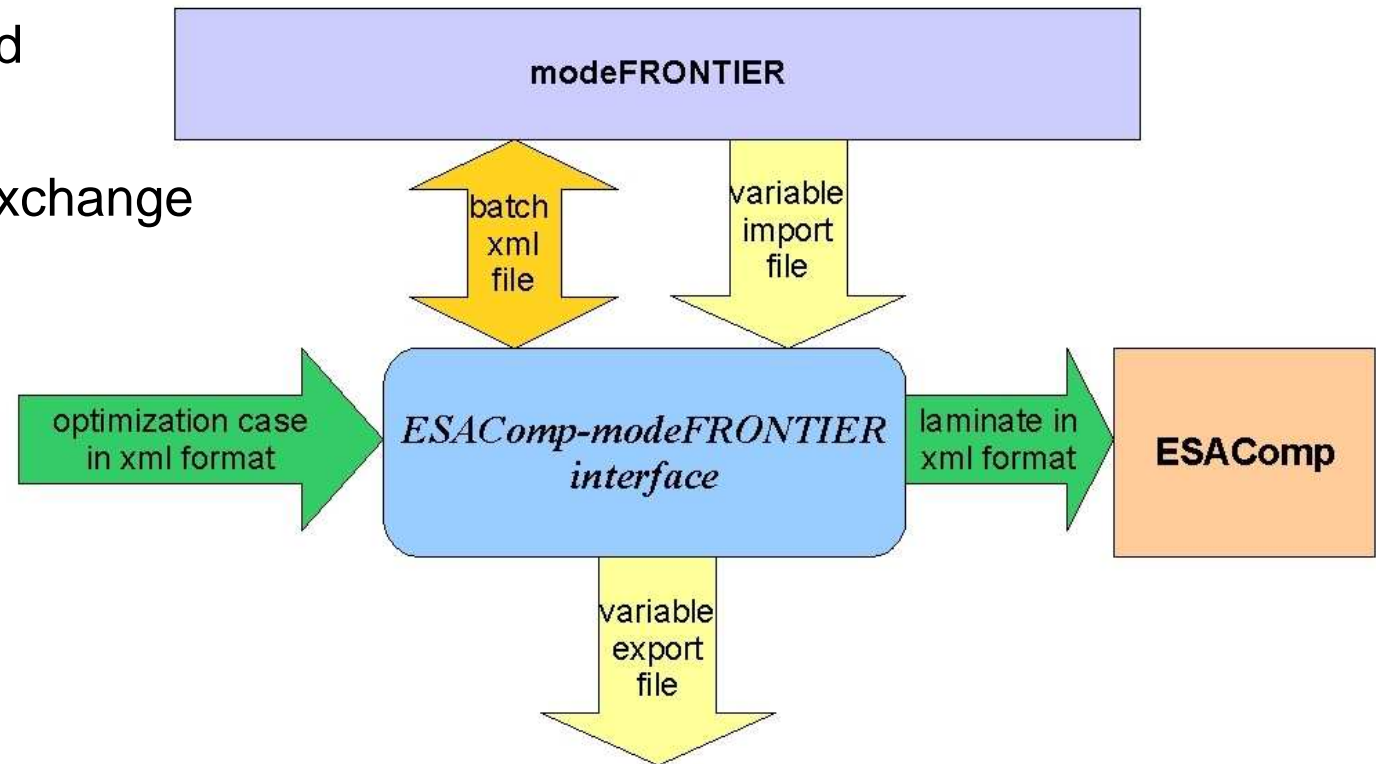 d
xchange
modeFRONTIER
batch
xml
file
variable
import
file
optimization case
in xml format
ESAComp-modeFRONTIER
interface
laminate in
xml format
ESAComp
variable
export
file